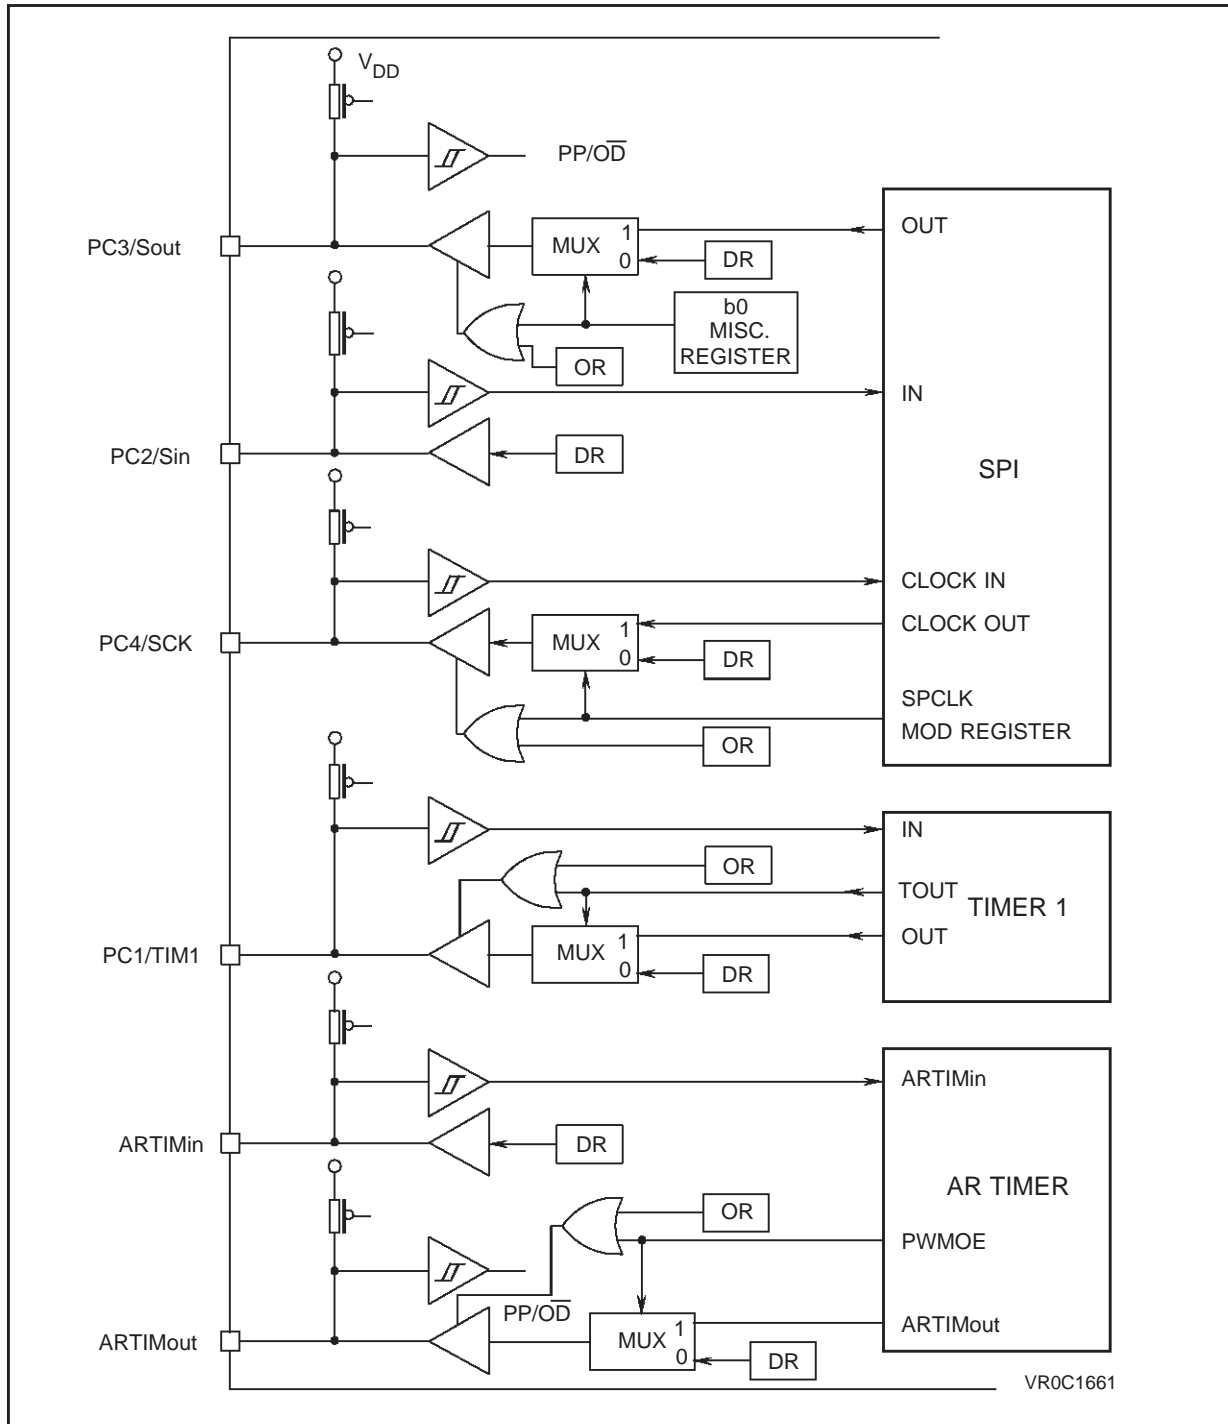 VDD
PP/OD
PC3/Sout
MUX
1
0
OUT
DR
b0
MISC.
REGISTER
OR
IN
PC2/Sin
DR
SPI
CLOCK IN
CLOCK OUT
PC4/SCK
MUX
1
0
DR
SPCLK
MOD REGISTER
OR
IN
OR
TOUT
TIMER 1
OUT
PC1/TIM1
MUX
1
0
DR
ARTIMin
ARTIMin
DR
AR TIMER
OR
PWMOE
PP/OD
ARTIMout
MUX
1
0
ARTIMout
DR
VR0C1661